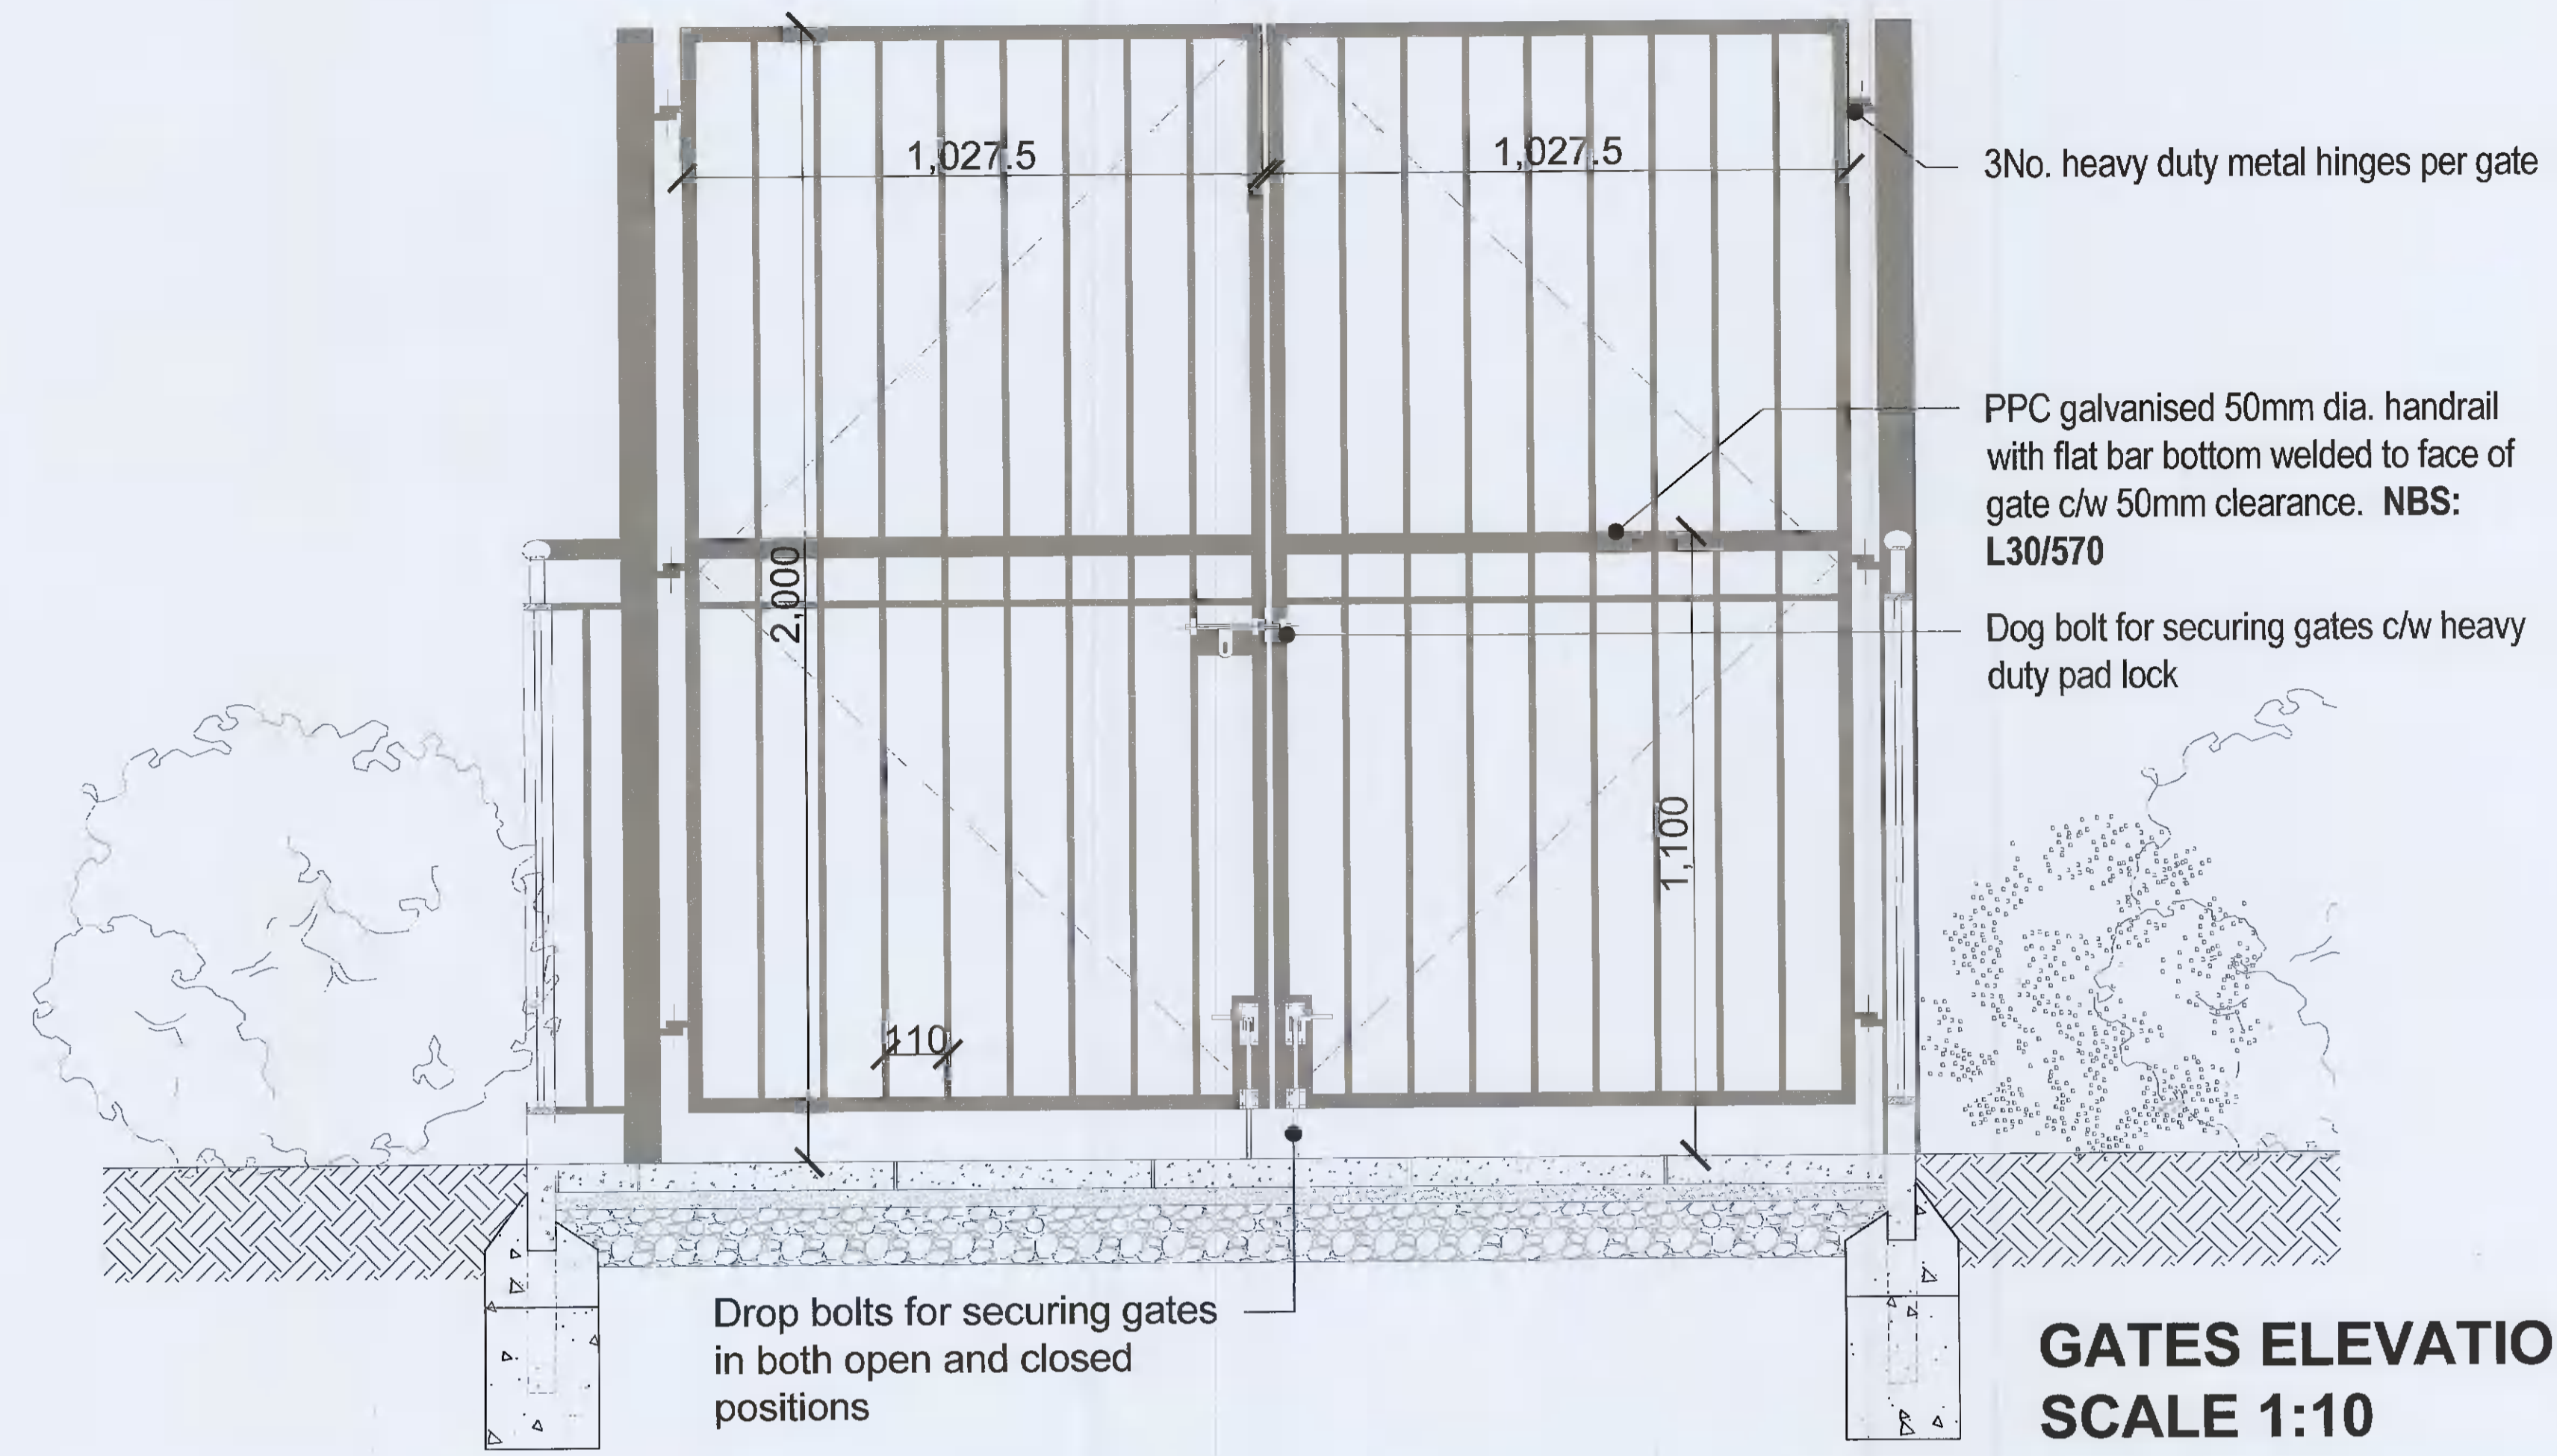 1,027.5
1,027.5
3No. heavy duty metal hinges per gate
PPC galvanised 50mm dia. handrail
with flat bar bottom welded to face of
gate c/w 50mm clearance. NBS:
L30/570
2,000
Dog bolt for securing gates c/w heavy
duty pad lock
1,100
110
Drop bolts for securing gates
in both open and closed
positions
GATES ELEVATIO
SCALE 1:10